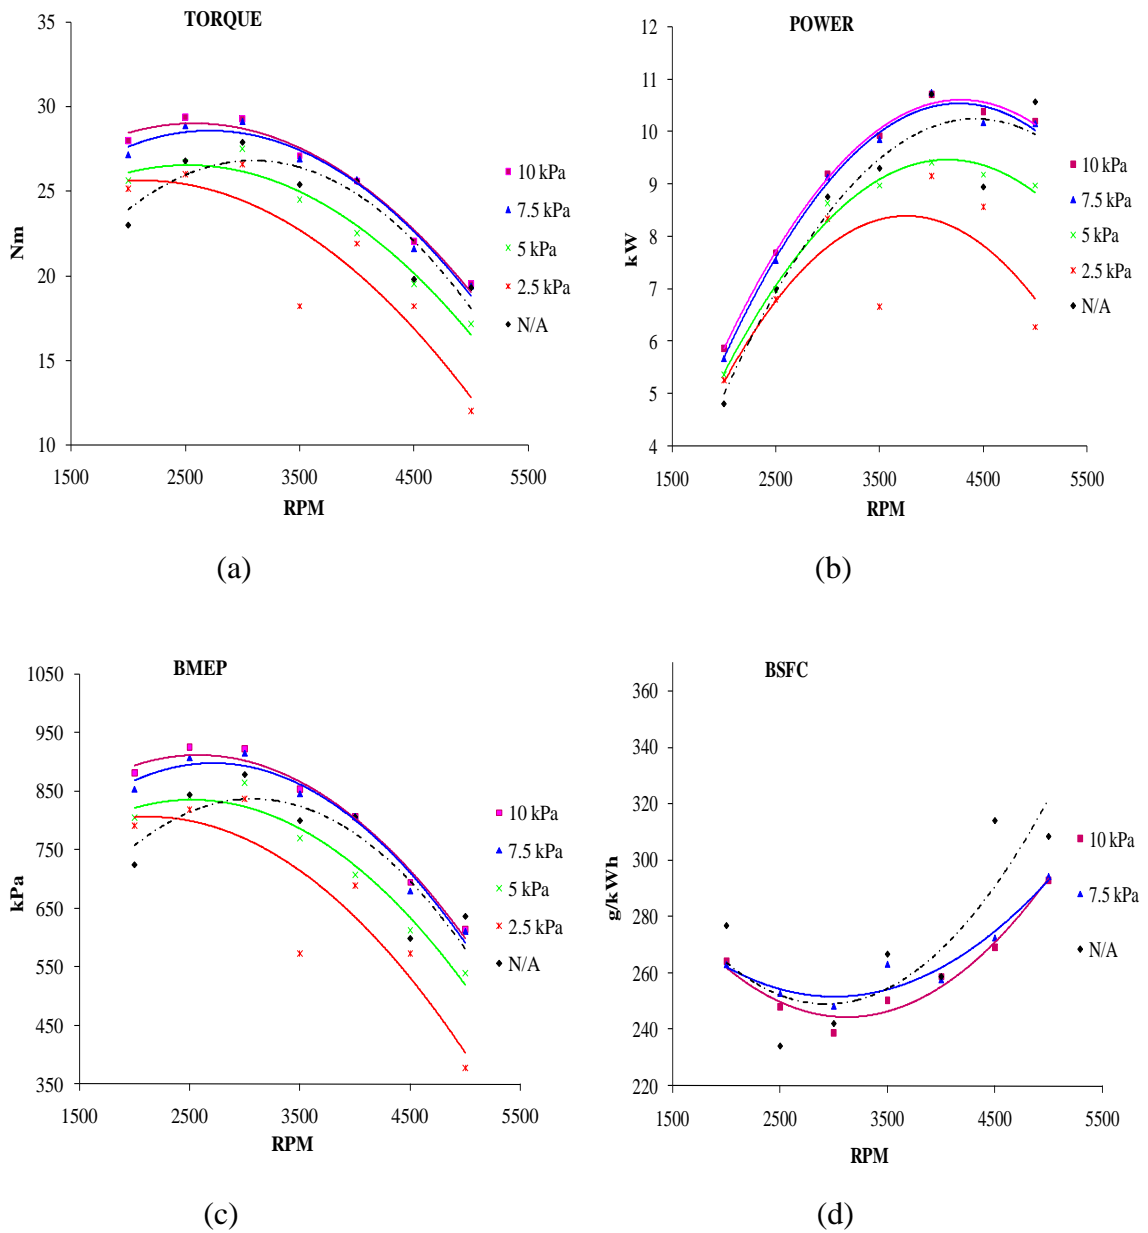 TORQUE
35
30
25
20
15
10
Nm
1500 2500 3500 4500 5500
RPM
10 kPa
7.5 kPa
5 kPa
2.5 kPa
N/A
(a)
POWER
12
11
10
9
8
7
6
5
4
kW
1500 2500 3500 4500 5500
RPM
10 kPa
7.5 kPa
5 kPa
2.5 kPa
N/A
(b)
BMEP
1050
950
850
750
650
550
450
350
kPa
1500 2500 3500 4500 5500
RPM
10 kPa
7.5 kPa
5 kPa
2.5 kPa
N/A
(c)
BSFC
360
340
320
300
280
260
240
220
g/kWh
1500 2500 3500 4500 5500
RPM
10 kPa
7.5 kPa
N/A
(d)